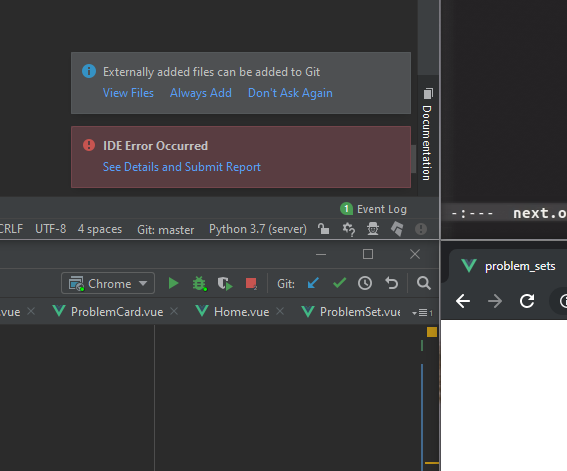 Externally added files can be added to Git
View Files Always Add Don't Ask Again
Documentation
IDE Error Occurred
See Details and Submit Report
1 Event Log
CRLF UTF-8 4 spaces Git: master Python 3.7 (server)
-:--- next.o
Chrome Git:
problem_sets
.vue ProblemCard.vue Home.vue ProblemSet.vue 1